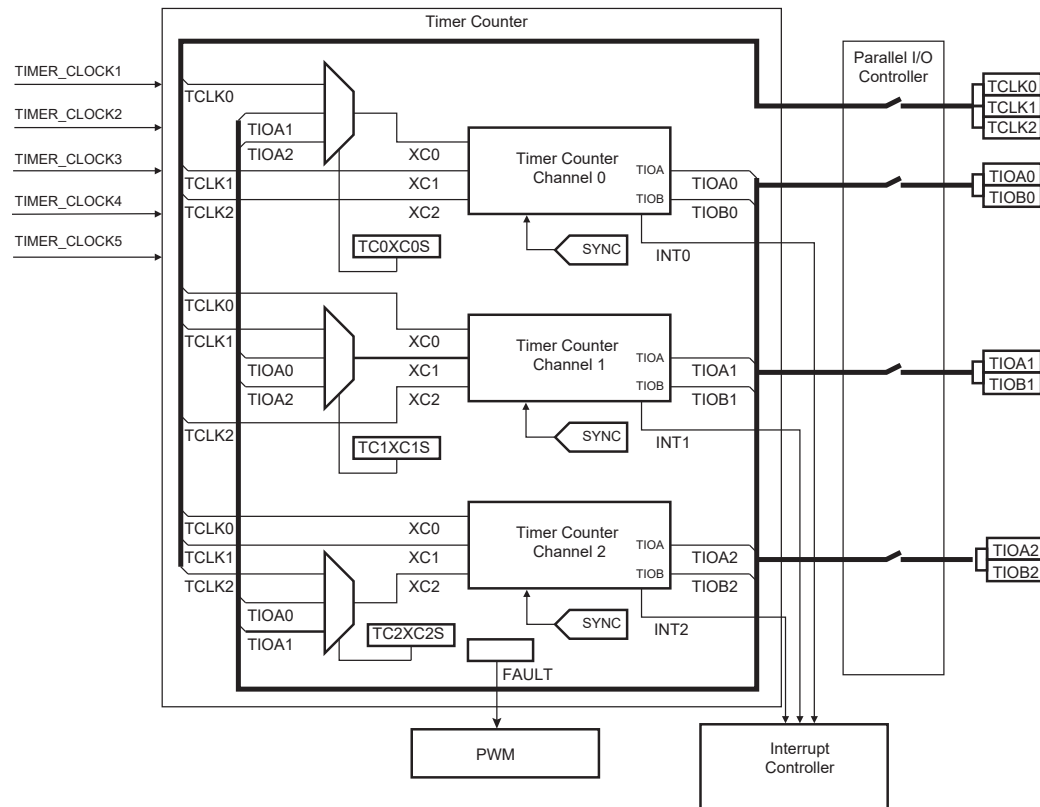 Timer Counter
Parallel I/O
Controller
TIMER_CLOCK1
TIMER_CLOCK2
TIMER_CLOCK3
TIMER_CLOCK4
TIMER_CLOCK5
TCLK0
TIOA1
TIOA2
TCLK1
TCLK2
XC0
XC1
XC2
TC0XC0S
Timer Counter
Channel 0
TIOA
TIOB
TIOA0
TIOB0
SYNC
INT0
TCLK0
TCLK1
TCLK2
TIOA0
TIOB0
TCLK0
TCLK1
TIOA0
TIOA2
TCLK2
XC0
XC1
XC2
TC1XC1S
Timer Counter
Channel 1
TIOA
TIOB
TIOA1
TIOB1
SYNC
INT1
TIOA1
TIOB1
TCLK0
TCLK1
TCLK2
TIOA0
TIOA1
XC0
XC1
XC2
TC2XC2S
Timer Counter
Channel 2
TIOA
TIOB
TIOA2
TIOB2
SYNC
INT2
TIOA2
TIOB2
FAULT
PWM
Interrupt
Controller